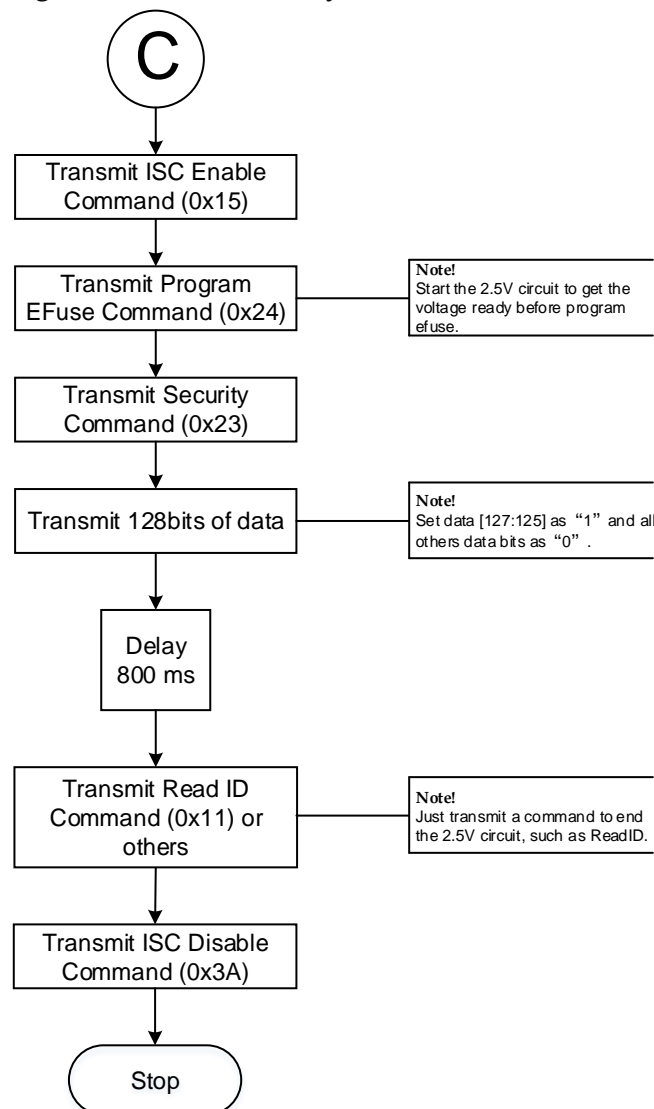 C
Transmit ISC Enable
Command (0x15)
Transmit Program
EFuse Command (0x24)
Note!
Start the 2.5V circuit to get the
voltage ready before program
efuse.
Transmit Security
Command (0x23)
Transmit 128bits of data
Note!
Set data [127:125] as “1” and all
others data bits as “0” .
Delay
800 ms
Transmit Read ID
Command (0x11) or
others
Note!
Just transmit a command to end
the 2.5V circuit, such as ReadID.
Transmit ISC Disable
Command (0x3A)
Stop